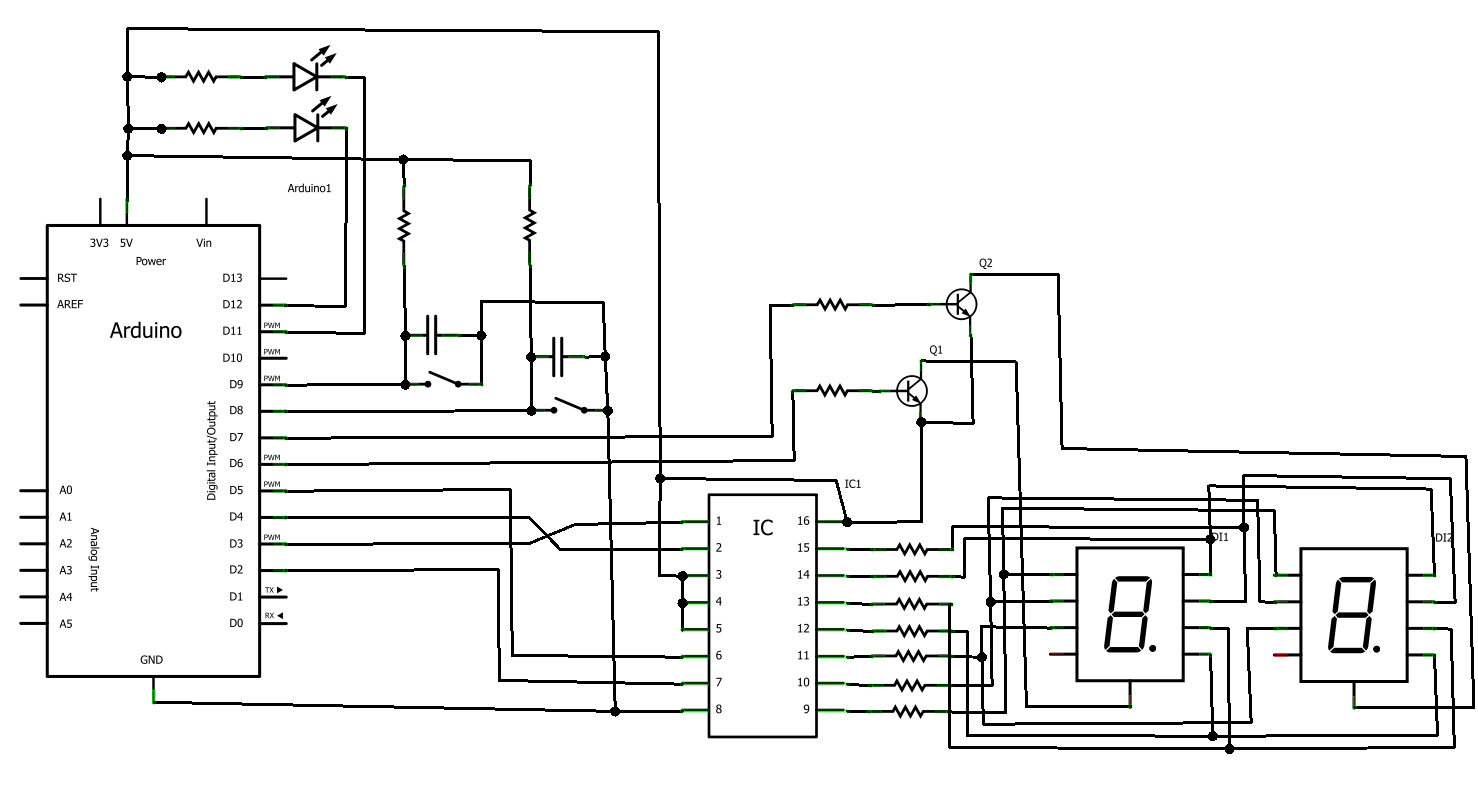 Arduino1
3V3 5V Vin
Power
RST
AREF
Arduino
D13
D12
D11 PWM
D10 PWM
D9 PWM
D8
D7
D6 PWM
D5 PWM
D4
D3 PWM
D2
D1 TX
D0 RX
Digital Input/Output
A0
A1
A2
A3
A4
A5
Analog Input
GND
Q2
Q1
IC1
IC
1 16
2 15
3 14
4 13
5 12
6 11
7 10
8 9
DI1
8.
DI2
8.